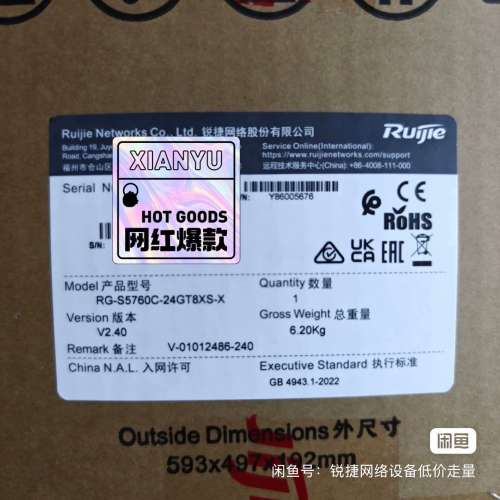 Ruijie Networks Co., Ltd. 锐捷网络股份有限公司
Ruijie
Building 19, Juy
Road, Cangshan
福州市仓山区
Service Online(International):
https://www.ruijienetworks.com/support
远程技术服务中心(China): +86-4008-111-000
XIANYU
HOT GOODS
网红爆款
Serial N
Y86005676
S/N:
CE
RoHS
UK CA
EAC
Model 产品型号
RG-S5760C-24GT8XS-X
Quantity 数量
1
Version 版本
V2.40
Gross Weight 总重量
6.20Kg
Remark 备注 V-01012486-240
China N.A.L. 入网许可
Executive Standard 执行标准
GB 4943.1-2022
Outside Dimensions 外尺寸
593x497x192mm
闲鱼
闲鱼号：锐捷网络设备低价走量